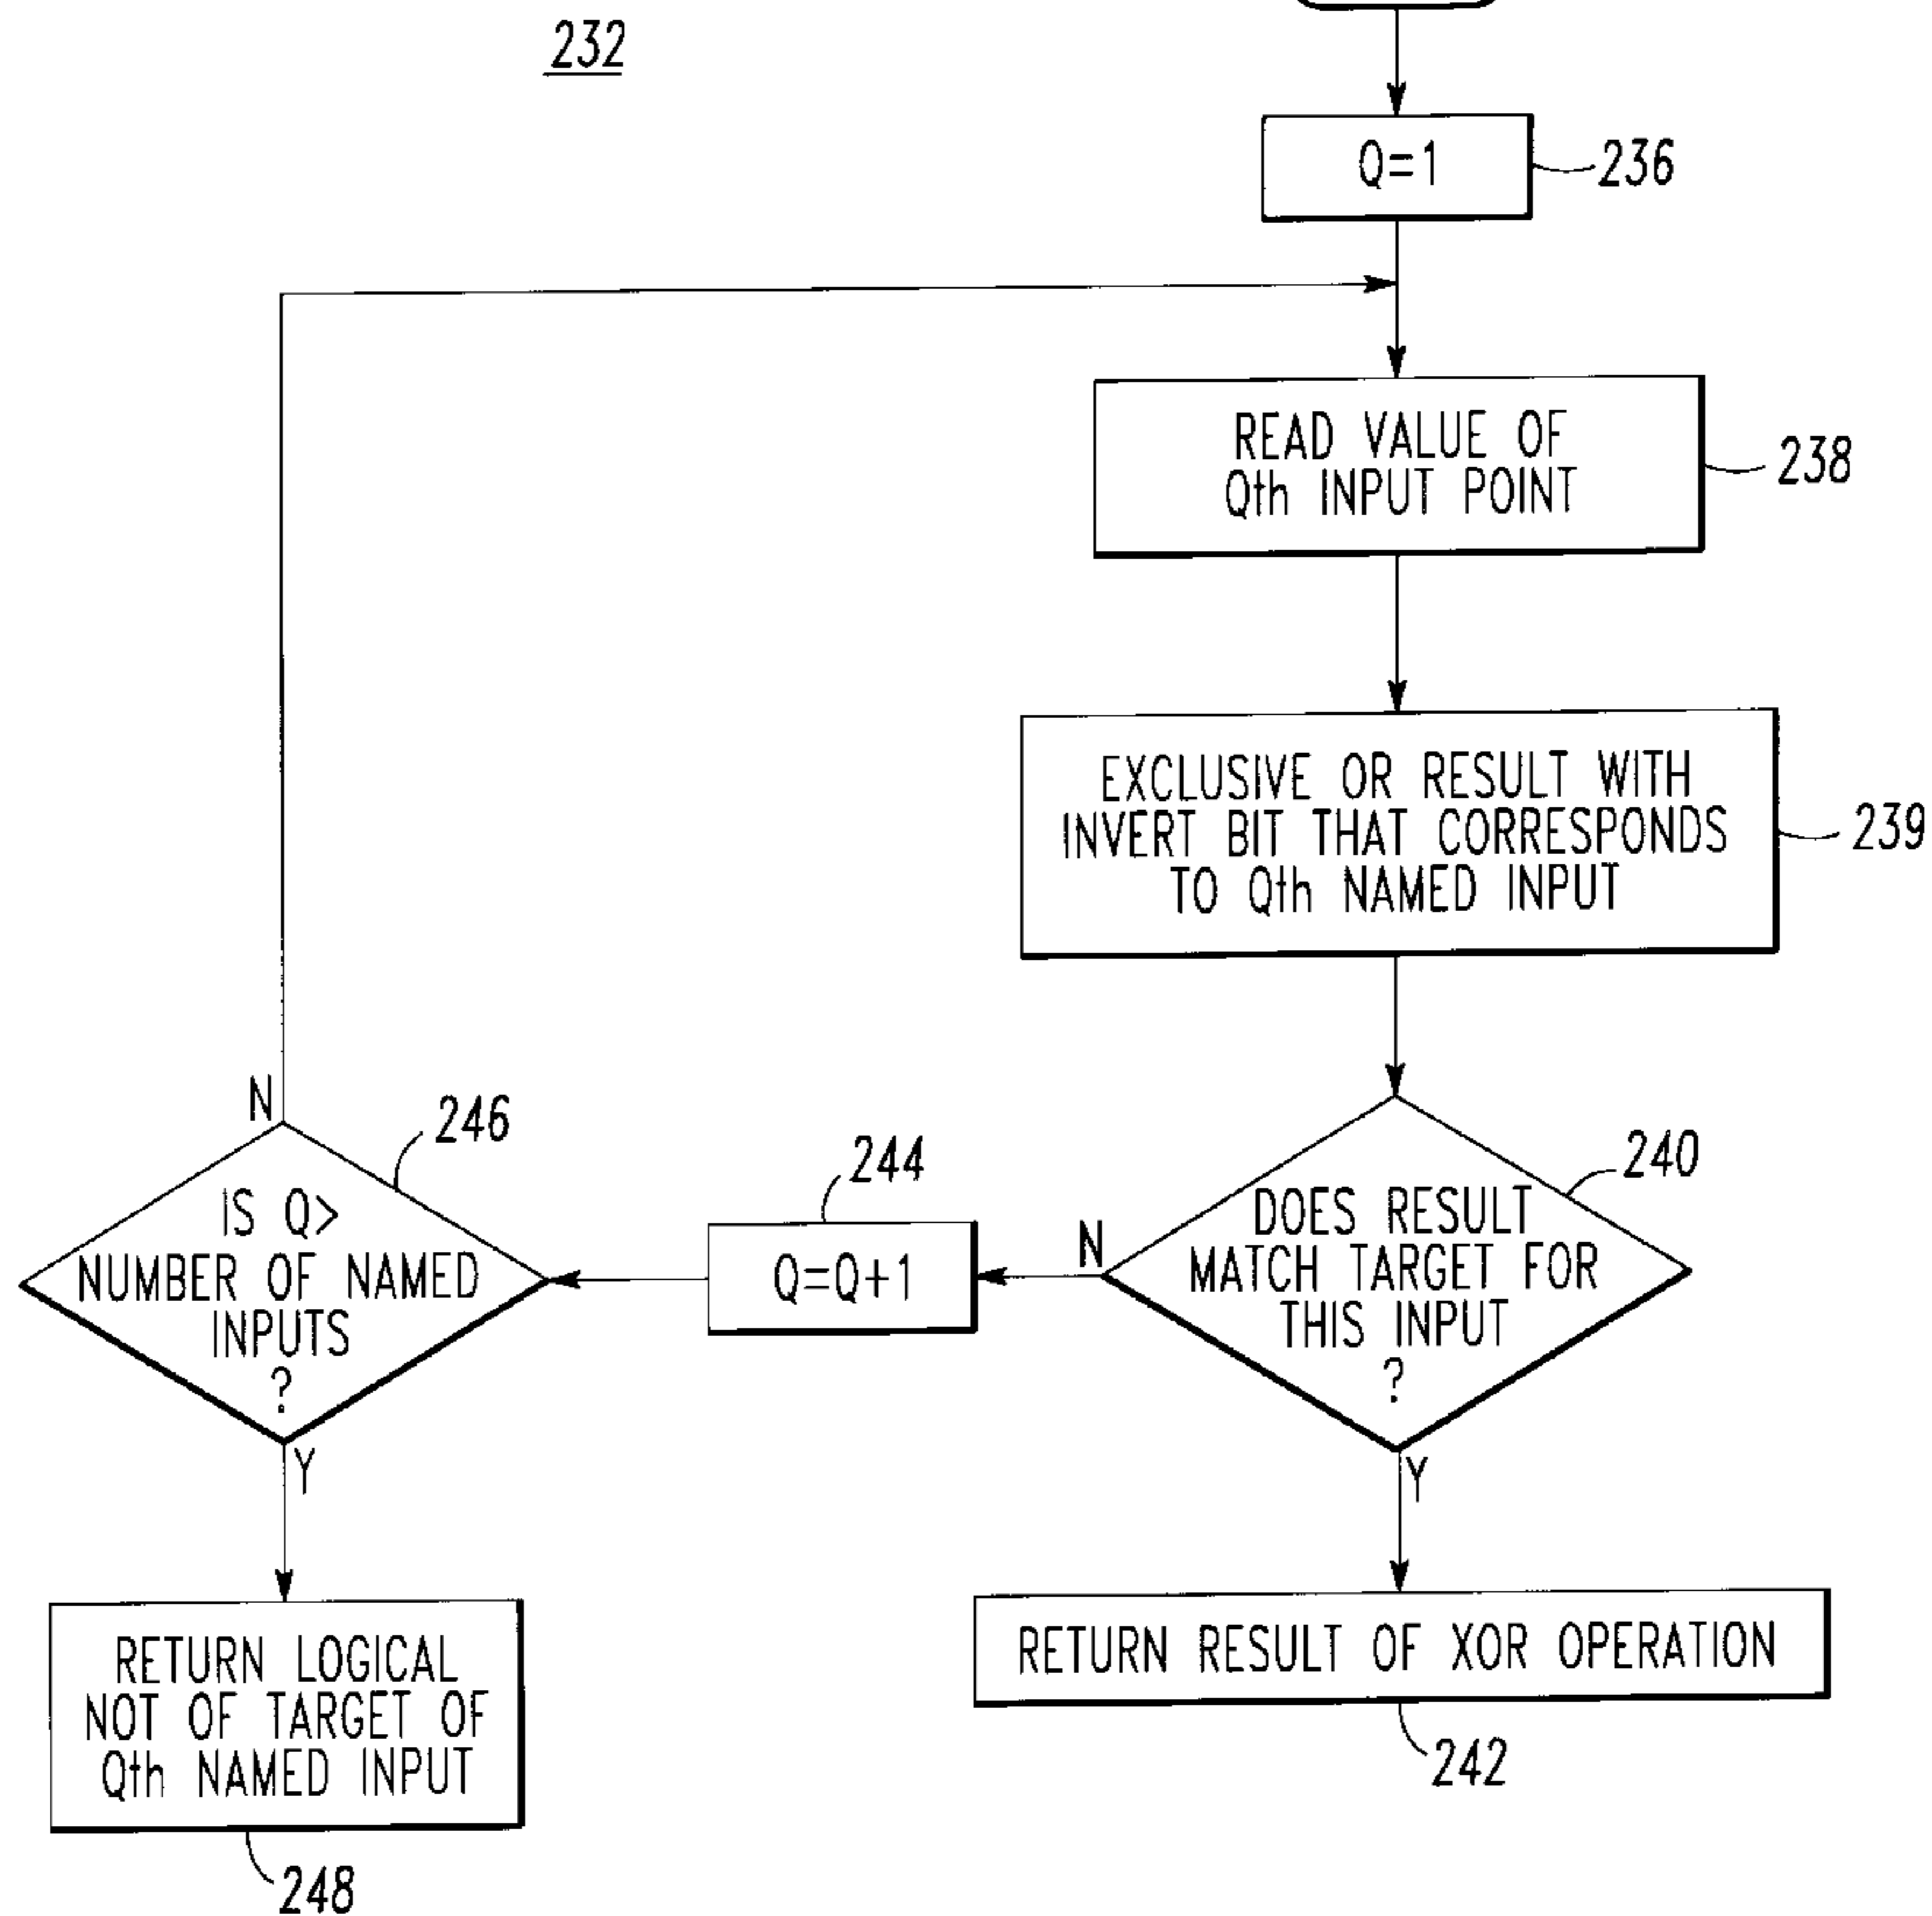 232
Q=1
236
READ VALUE OF
Qth INPUT POINT
238
EXCLUSIVE OR RESULT WITH
INVERT BIT THAT CORRESPONDS
TO Qth NAMED INPUT
239
N
246
IS Q>
NUMBER OF NAMED
INPUTS
?
Y
244
Q=Q+1
N
240
DOES RESULT
MATCH TARGET FOR
THIS INPUT
?
Y
RETURN LOGICAL
NOT OF TARGET OF
Qth NAMED INPUT
248
RETURN RESULT OF XOR OPERATION
242